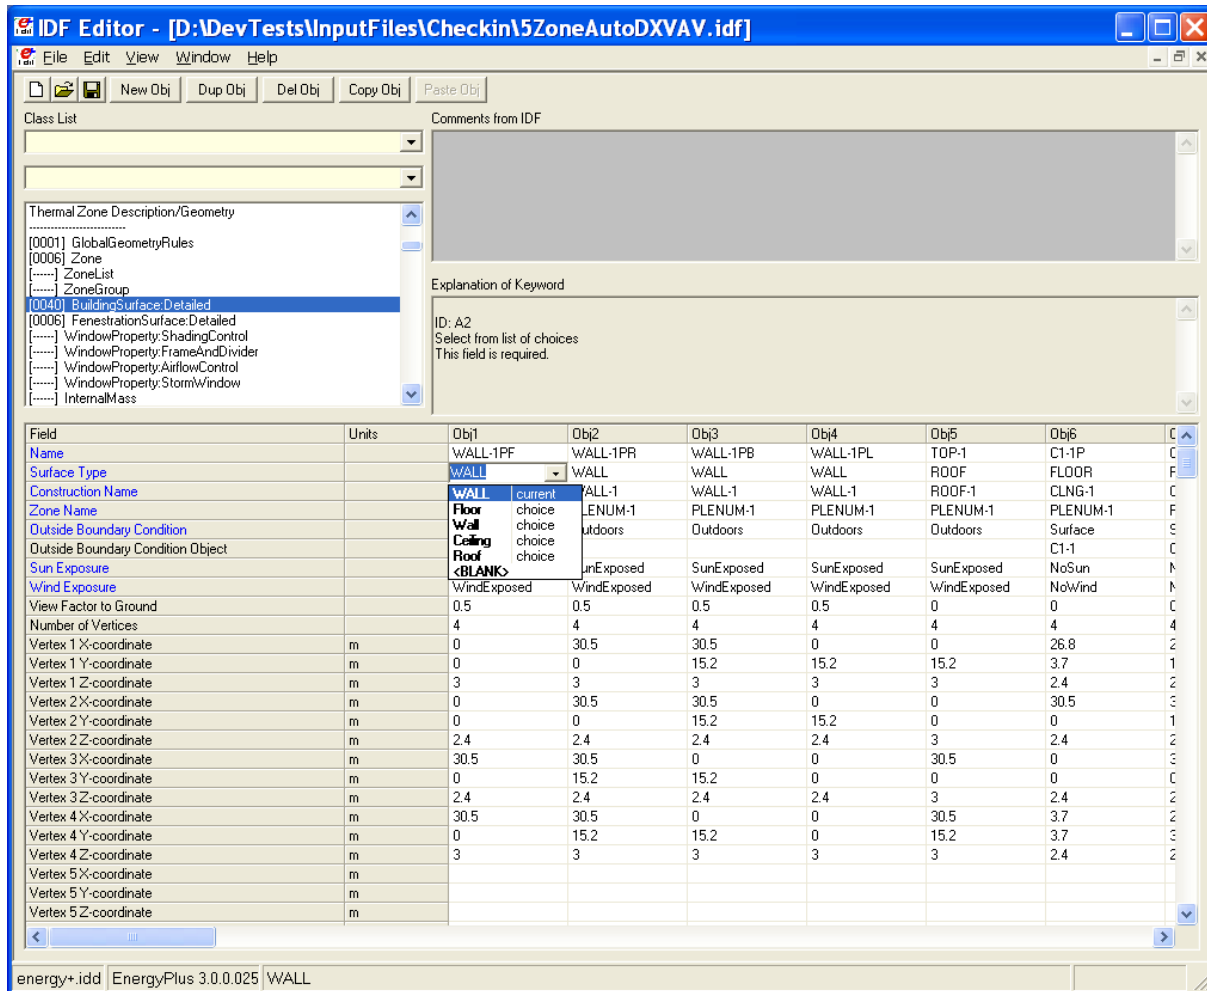 IDF Editor - [D:\DevTests\InputFiles\Checkin\5ZoneAutoDXVAV.idf]
File Edit View Window Help
New Obj Dup Obj Del Obj Copy Obj Paste Obj
Class List
Comments from IDF
Thermal Zone Description/Geometry
--------------------------
[0001] GlobalGeometryRules
[0006] Zone
[------] ZoneList
[------] ZoneGroup
[0040] BuildingSurface:Detailed
[0006] FenestrationSurface:Detailed
[------] WindowProperty:ShadingControl
[------] WindowProperty:FrameAndDivider
[------] WindowProperty:AirflowControl
[------] WindowProperty:StormWindow
[------] InternalMass
Explanation of Keyword
ID: A2
Select from list of choices
This field is required.
Field Units Obj1 Obj2 Obj3 Obj4 Obj5 Obj6
Name WALL-1PF WALL-1PR WALL-1PB WALL-1PL TOP-1 C1-1P
Surface Type WALL WALL WALL WALL ROOF FLOOR
Construction Name WALL-1 WALL-1 WALL-1 ROOF-1 CLNG-1
Zone Name PLENUM-1 PLENUM-1 PLENUM-1 PLENUM-1
Outside Boundary Condition Outdoors Outdoors Outdoors Surface
Outside Boundary Condition Object C1-1
Sun Exposure SunExposed SunExposed SunExposed NoSun
Wind Exposure WindExposed WindExposed WindExposed WindExposed WindExposed NoWind
WALL current
Floor choice
Wall choice
Ceiling choice
Roof choice
<BLANK>
View Factor to Ground 0.5 0.5 0.5 0.5 0 0
Number of Vertices 4 4 4 4 4 4
Vertex 1 X-coordinate m 0 30.5 30.5 0 0 26.8
Vertex 1 Y-coordinate m 0 0 15.2 15.2 15.2 3.7
Vertex 1 Z-coordinate m 3 3 3 3 3 2.4
Vertex 2 X-coordinate m 0 30.5 30.5 0 0 30.5
Vertex 2 Y-coordinate m 0 0 15.2 15.2 0 0
Vertex 2 Z-coordinate m 2.4 2.4 2.4 2.4 3 2.4
Vertex 3 X-coordinate m 30.5 30.5 0 0 30.5 0
Vertex 3 Y-coordinate m 0 15.2 15.2 0 0 0
Vertex 3 Z-coordinate m 2.4 2.4 2.4 2.4 3 2.4
Vertex 4 X-coordinate m 30.5 30.5 0 0 30.5 3.7
Vertex 4 Y-coordinate m 0 15.2 15.2 0 15.2 3.7
Vertex 4 Z-coordinate m 3 3 3 3 3 2.4
Vertex 5 X-coordinate m
Vertex 5 Y-coordinate m
Vertex 5 Z-coordinate m
energy+.idd EnergyPlus 3.0.0.025 WALL